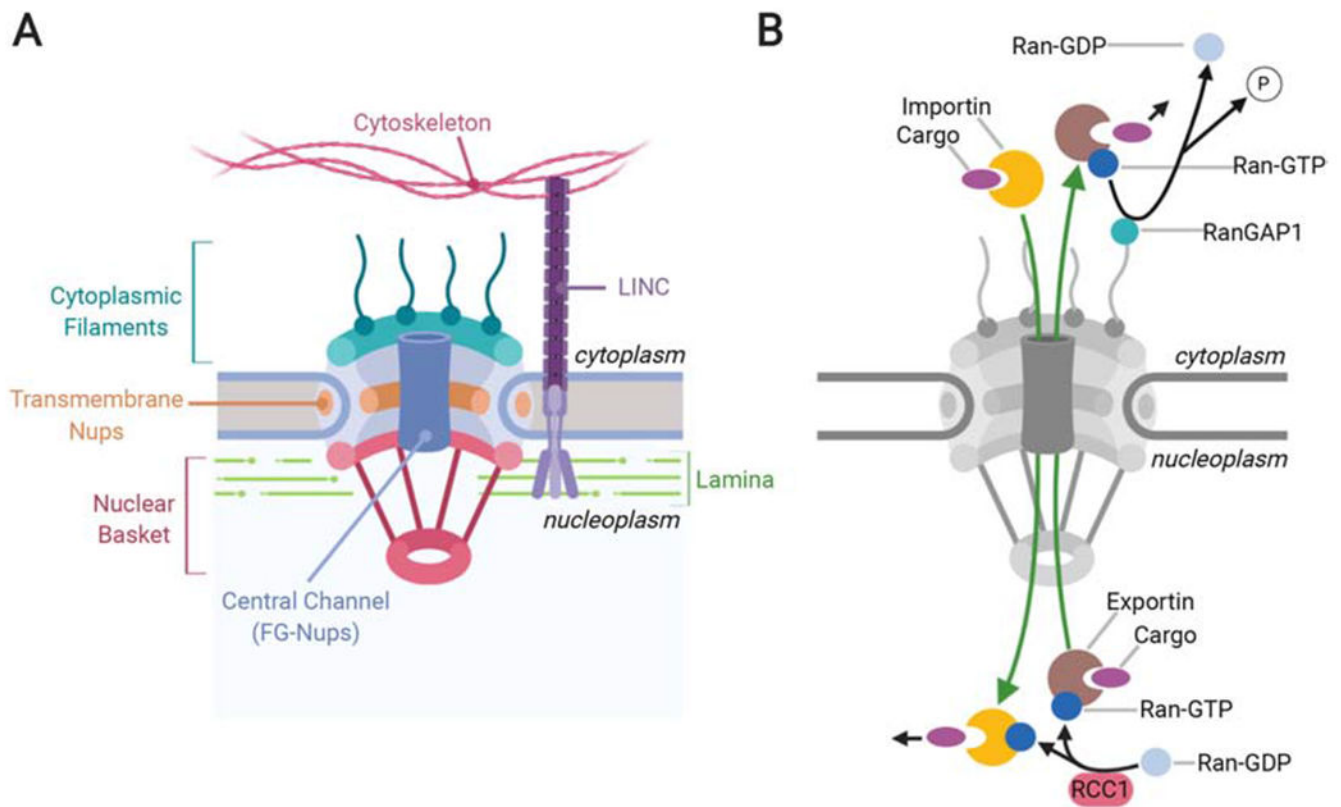 A
Cytoskeleton
Cytoplasmic
Filaments
LINC
cytoplasm
Transmembrane
Nups
Nuclear
Basket
Lamina
nucleoplasm
Central Channel
(FG-Nups)
B
Ran-GDP
P
Importin
Cargo
Ran-GTP
RanGAP1
cytoplasm
nucleoplasm
Exportin
Cargo
Ran-GTP
Ran-GDP
RCC1